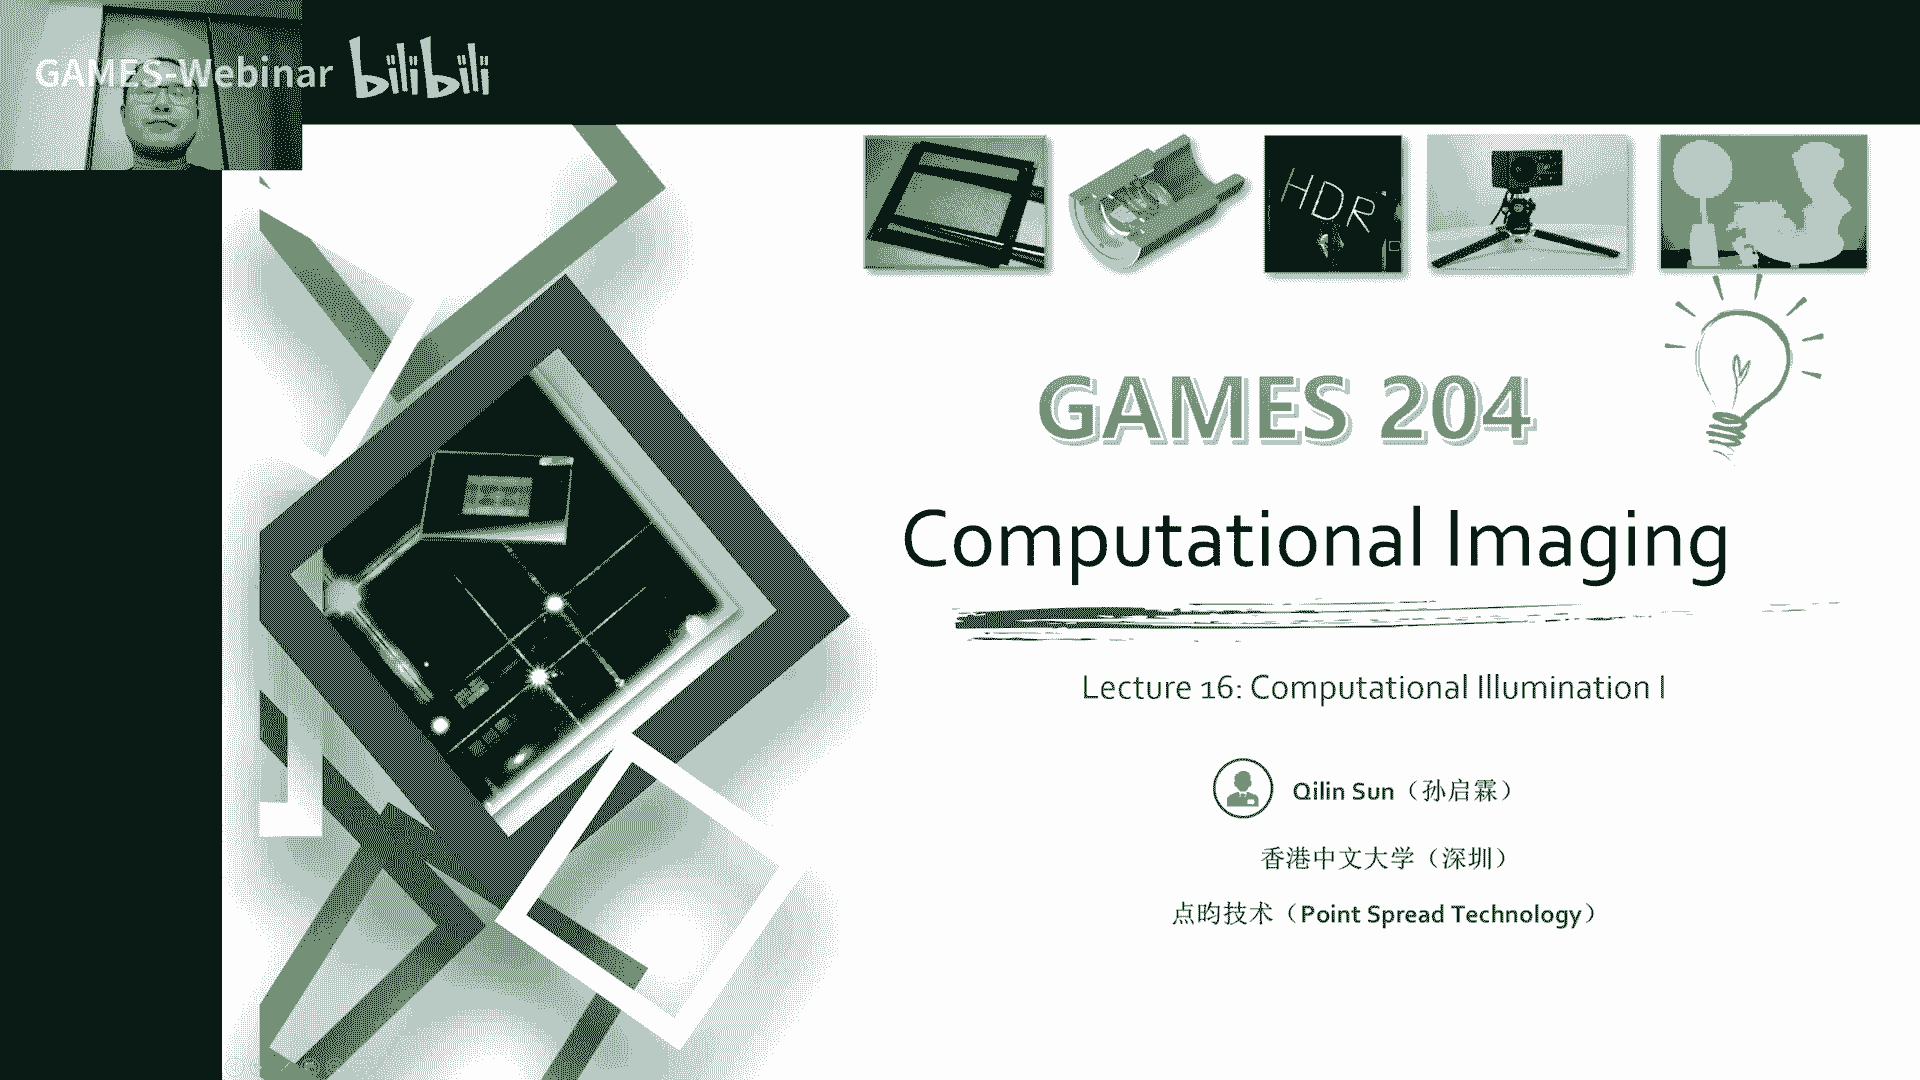 GAMES-Webinar bilibili
HDR
GAMES 204
Computational Imaging
Lecture 16: Computational Illumination I
Qilin Sun（孙启霖）
香港中文大学（深圳）
点昀技术（Point Spread Technology）